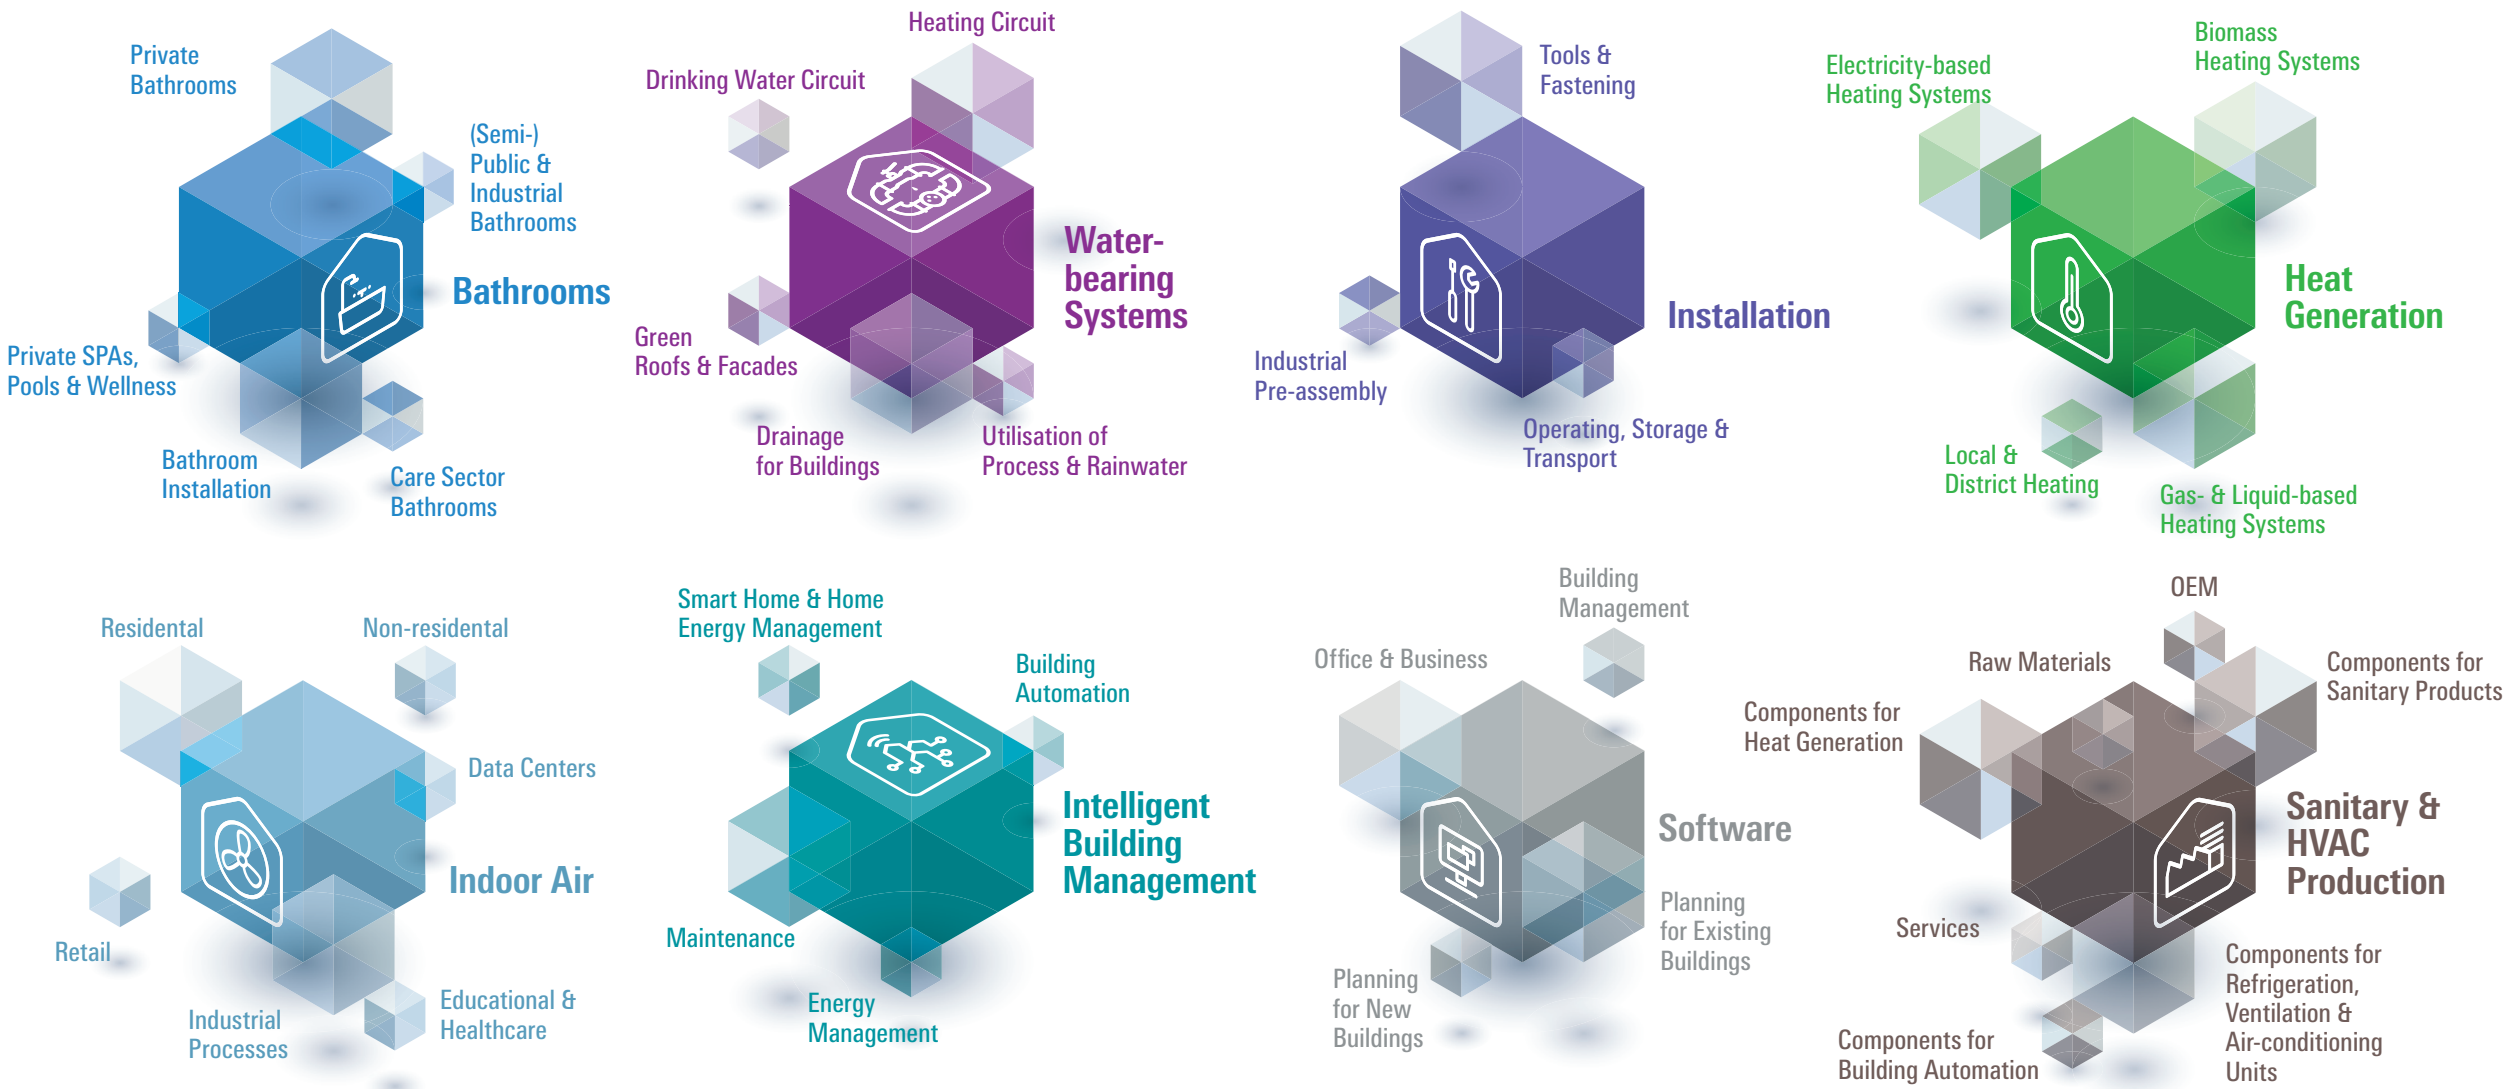 Private
Bathrooms
(Semi-)
Public &
Industrial
Bathrooms
Bathrooms
Private SPAs,
Pools & Wellness
Bathroom
Installation
Care Sector
Bathrooms
Heating Circuit
Drinking Water Circuit
Water-
bearing
Systems
Green
Roofs & Facades
Drainage
for Buildings
Utilisation of
Process & Rainwater
Tools &
Fastening
Installation
Industrial
Pre-assembly
Operating, Storage &
Transport
Biomass
Heating Systems
Electricity-based
Heating Systems
Heat
Generation
Local &
District Heating
Gas- & Liquid-based
Heating Systems
Residental
Non-residental
Data Centers
Indoor Air
Retail
Industrial
Processes
Educational &
Healthcare
Smart Home & Home
Energy Management
Building
Automation
Intelligent
Building
Management
Maintenance
Energy
Management
Building
Management
Office & Business
Software
Planning
for Existing
Buildings
Planning
for New
Buildings
OEM
Raw Materials
Components for
Sanitary Products
Components for
Heat Generation
Sanitary &
HVAC
Production
Services
Components for
Refrigeration,
Ventilation &
Air-conditioning
Units
Components for
Building Automation